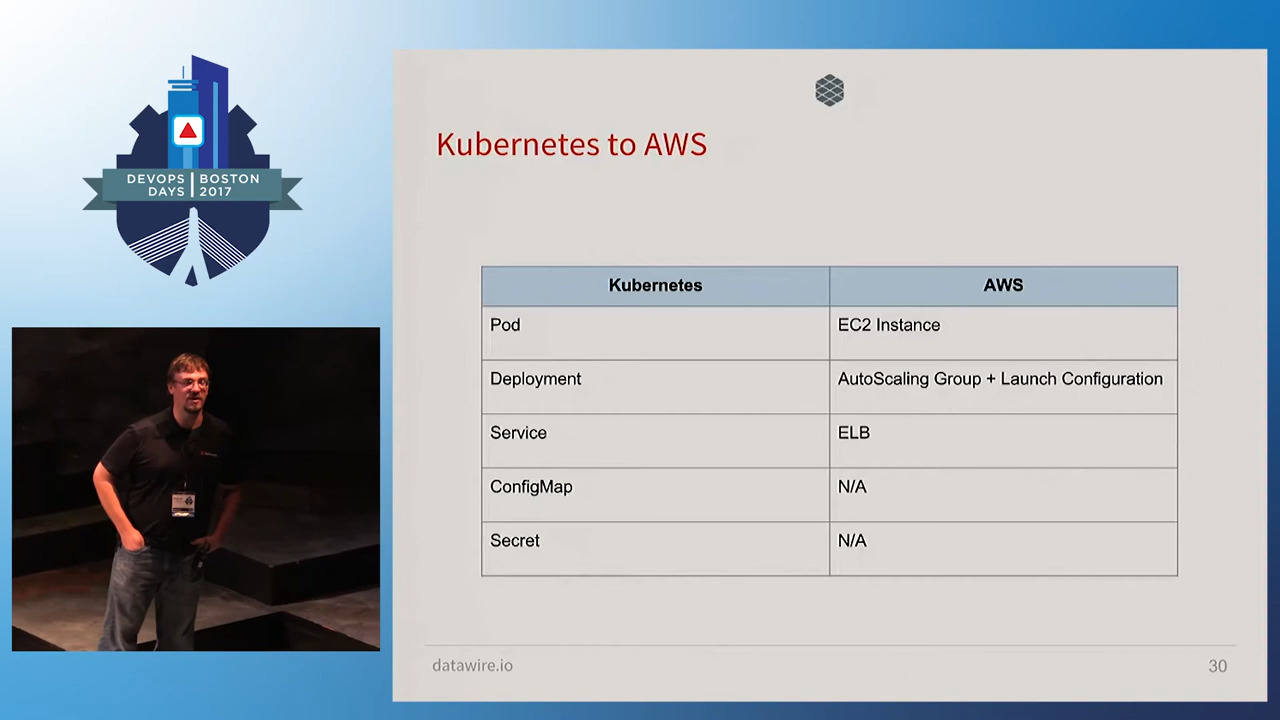 DEVOPS BOSTON
DAYS 2017
Kubernetes to AWS
Kubernetes AWS
Pod EC2 Instance
Deployment AutoScaling Group + Launch Configuration
Service ELB
ConfigMap N/A
Secret N/A
datawire.io 30